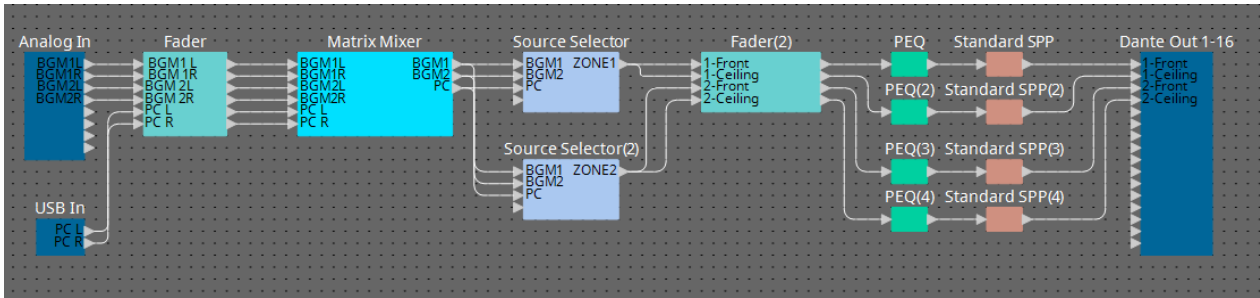 Analog In
BGM1L
BGM1R
BGM2L
BGM2R
USB In
PC L
PC R
Fader
BGM1 L
BGM 1R
BGM 2L
BGM 2R
PC L
PC R
Matrix Mixer
BGM1L
BGM1R
BGM2L
BGM2R
PC L
PC R
BGM1
BGM2
PC
Source Selector
BGM1 ZONE1
BGM2
PC
Source Selector(2)
BGM1 ZONE2
BGM2
PC
Fader(2)
1-Front
1-Ceiling
2-Front
2-Ceiling
PEQ
Standard SPP
PEQ(2)
Standard SPP(2)
PEQ(3)
Standard SPP(3)
PEQ(4)
Standard SPP(4)
Dante Out 1-16
1-Front
1-Ceiling
2-Front
2-Ceiling